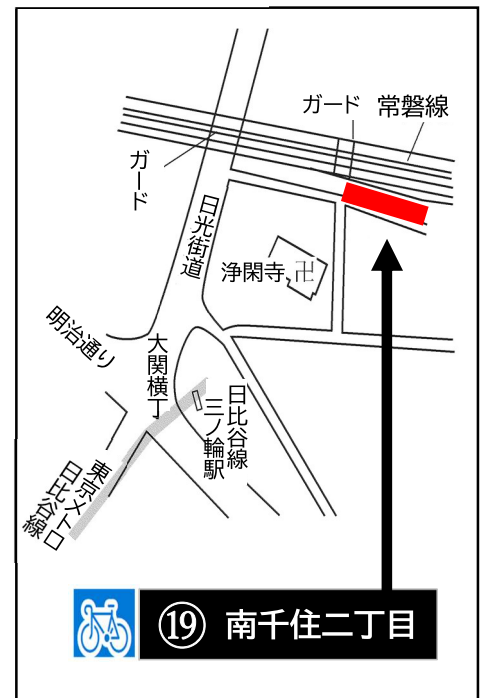 ガード
常磐線
ガード
日光街道
浄閑寺 卍
明治通り
大関横丁
日比谷線
三ノ輪駅
東京メトロ
日比谷線
⑲ 南千住二丁目